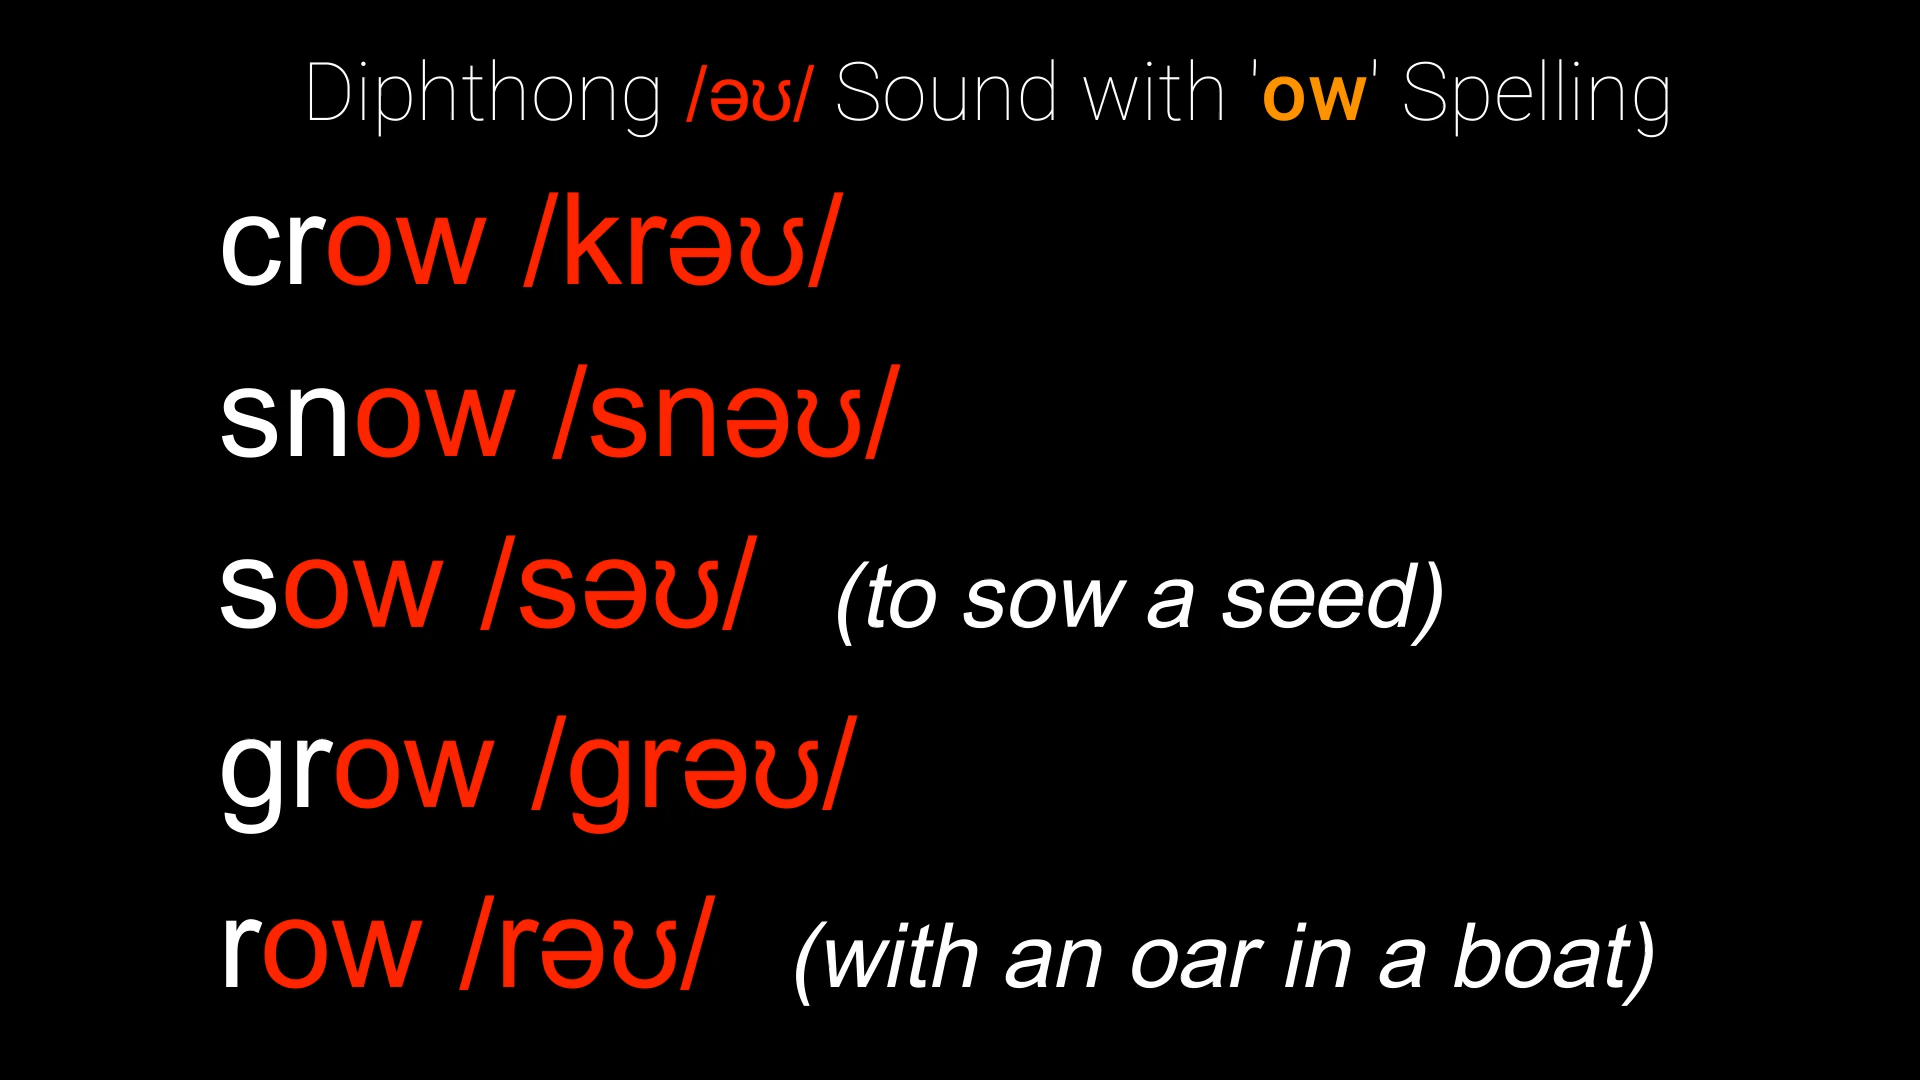 Diphthong /əʊ/ Sound with 'ow' Spelling
crow /krəʊ/
snow /snəʊ/
sow /səʊ/ (to sow a seed)
grow /grəʊ/
row /rəʊ/ (with an oar in a boat)